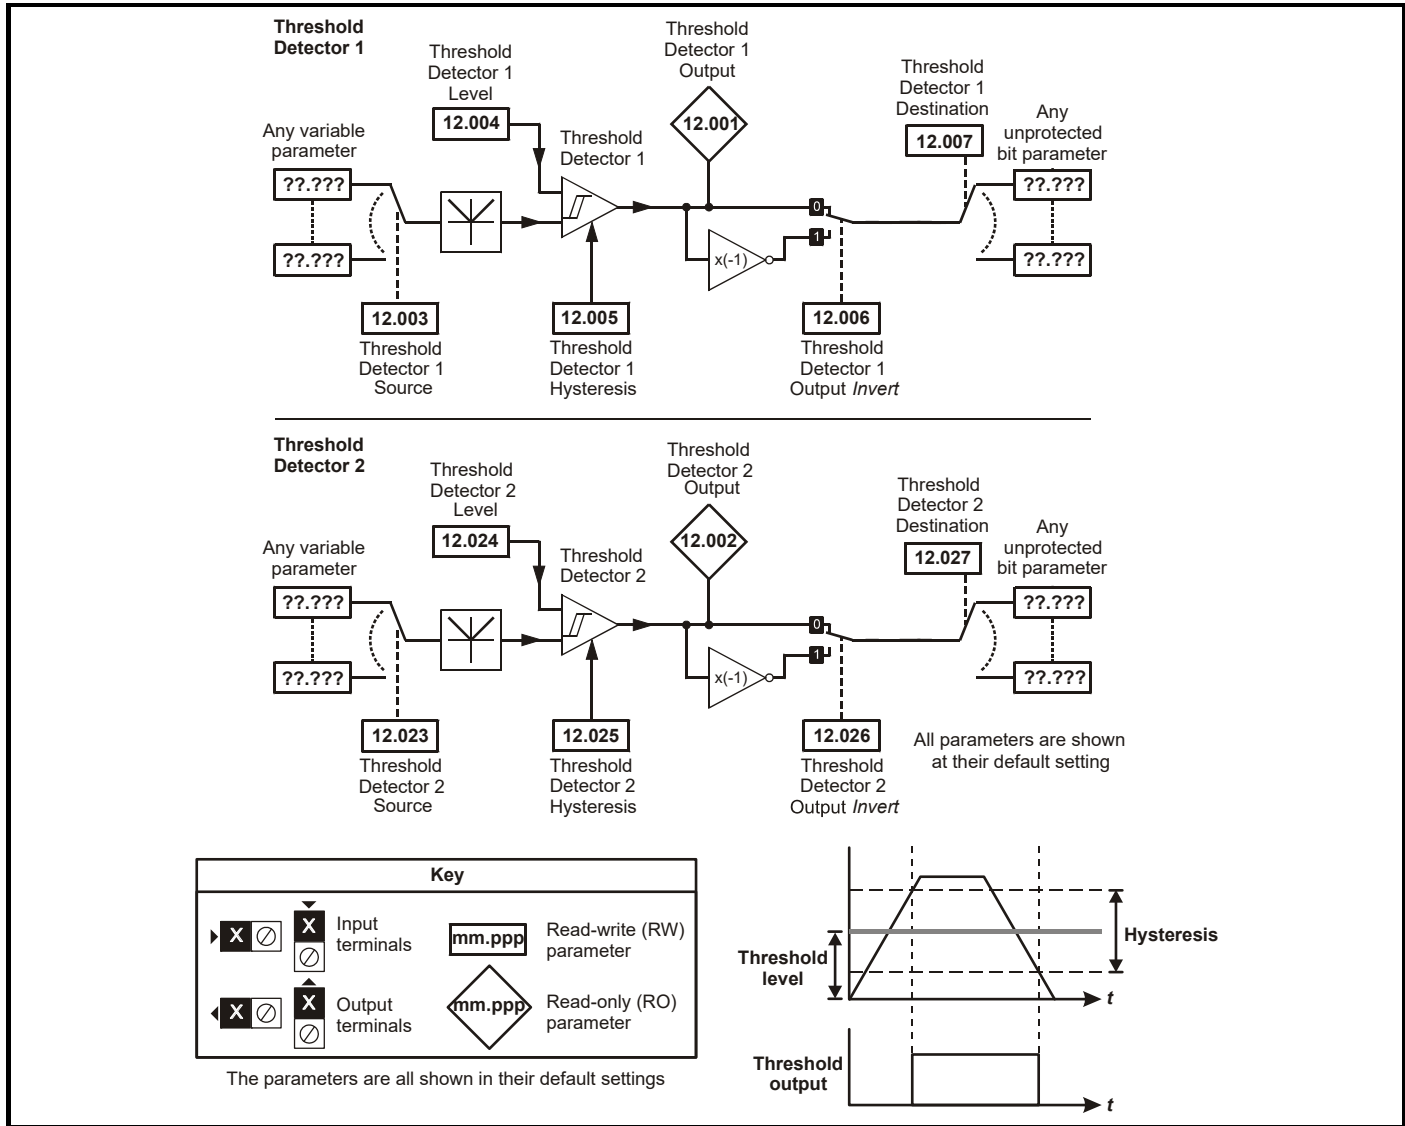 Threshold
Detector 1
Threshold
Detector 1
Level
12.004
Threshold
Detector 1
Output
12.001
Threshold
Detector 1
Destination
12.007
Any
unprotected
bit parameter
??.???
??.???
Any variable
parameter
??.???
??.???
Threshold
Detector 1
0
1
x(-1)
12.003
Threshold
Detector 1
Source
12.005
Threshold
Detector 1
Hysteresis
12.006
Threshold
Detector 1
Output Invert
Threshold
Detector 2
Threshold
Detector 2
Level
12.024
Threshold
Detector 2
Output
12.002
Threshold
Detector 2
Destination
12.027
Any
unprotected
bit parameter
??.???
??.???
Any variable
parameter
??.???
??.???
Threshold
Detector 2
0
1
x(-1)
12.023
Threshold
Detector 2
Source
12.025
Threshold
Detector 2
Hysteresis
12.026
Threshold
Detector 2
Output Invert
All parameters are shown
at their default setting
Key
X
X
Input
terminals
mm.ppp
Read-write (RW)
parameter
X
X
Output
terminals
mm.ppp
Read-only (RO)
parameter
The parameters are all shown in their default settings
Threshold
level
Hysteresis
t
Threshold
output
t